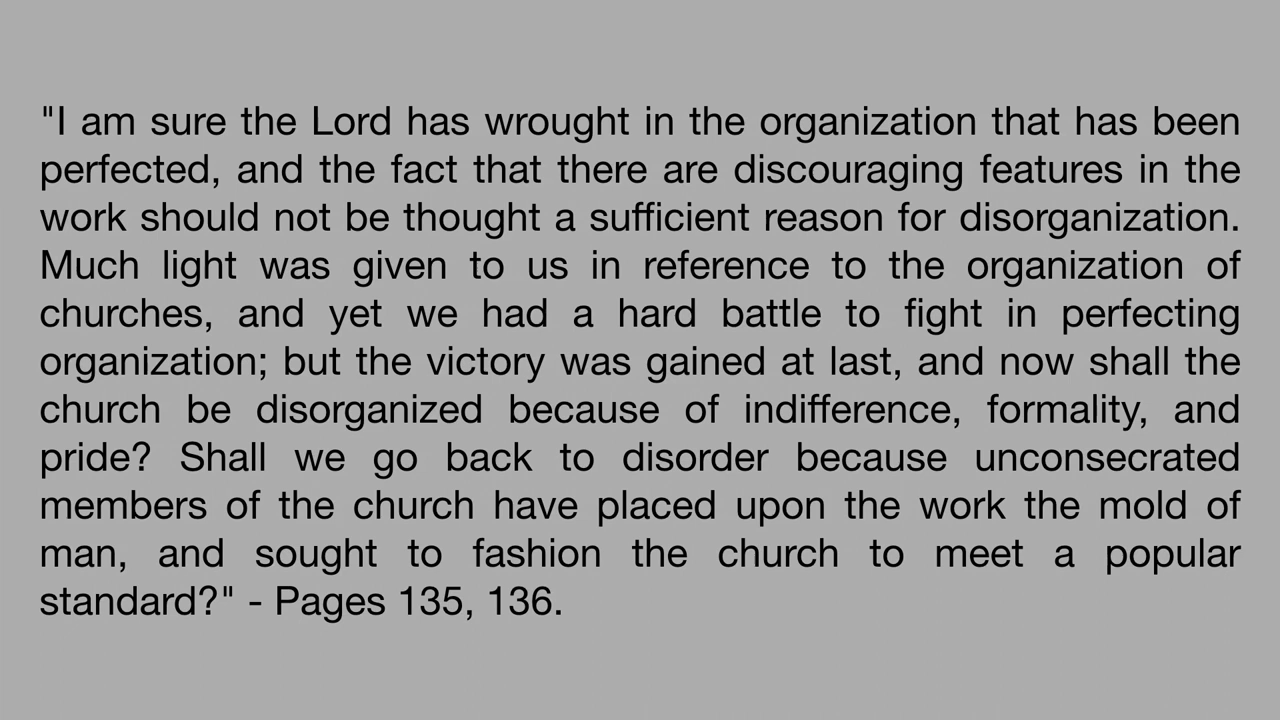 "I am sure the Lord has wrought in the organization that has been
perfected, and the fact that there are discouraging features in the
work should not be thought a sufficient reason for disorganization.
Much light was given to us in reference to the organization of
churches, and yet we had a hard battle to fight in perfecting
organization; but the victory was gained at last, and now shall the
church be disorganized because of indifference, formality, and
pride? Shall we go back to disorder because unconsecrated
members of the church have placed upon the work the mold of
man, and sought to fashion the church to meet a popular
standard?" - Pages 135, 136.